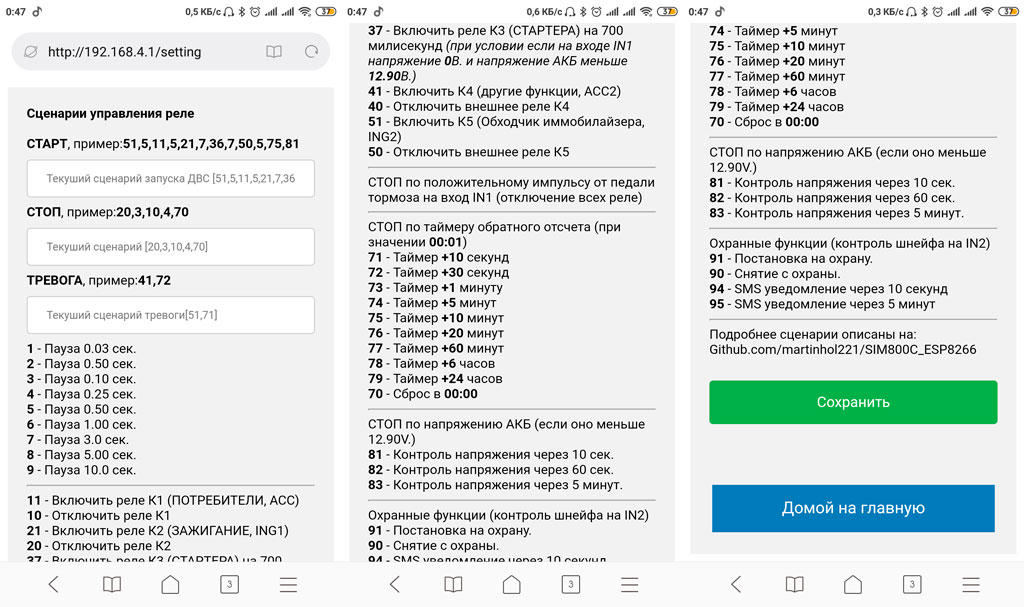 0:47
0,5 КБ/с
37
http://192.168.4.1/setting
Сценарии управления реле
СТАРТ, пример:51,5,11,5,21,7,36,7,50,5,75,81
Текуший сценарий запуска ДВС [51,5,11,5,21,7,36
СТОП, пример:20,3,10,4,70
Текуший сценарий [20,3,10,4,70]
ТРЕВОГА, пример:41,72
Текуший сценарий тревоги[51,71]
1 - Пауза 0.03 сек.
2 - Пауза 0.50 сек.
3 - Пауза 0.10 сек.
4 - Пауза 0.25 сек.
5 - Пауза 0.50 сек.
6 - Пауза 1.00 сек.
7 - Пауза 3.0 сек.
8 - Пауза 5.00 сек.
9 - Пауза 10.0 сек.
11 - Включить реле К1 (ПОТРЕБИТЕЛИ, ACC)
10 - Отключить реле К1
21 - Включить реле К2 (ЗАЖИГАНИЕ, ING1)
20 - Отключить реле К2
37 - Включить реле К3 (СТАРТЕРА) на 700
3
0:47
0,6 КБ/с
37
37 - Включить реле К3 (СТАРТЕРА) на 700
милисекунд (при условии если на входе IN1
напряжение 0В. и напряжение АКБ меньше
12.90В.)
41 - Включить К4 (другие функции, ACC2)
40 - Отключить внешнее реле К4
51 - Включить К5 (Обходчик иммобилайзера,
ING2)
50 - Отключить внешнее реле К5
СТОП по положительному импульсу от педали
тормоза на вход IN1 (отключение всех реле)
СТОП по таймеру обратного отсчета (при
значении 00:01)
71 - Таймер +10 секунд
72 - Таймер +30 секунд
73 - Таймер +1 минуту
74 - Таймер +5 минут
75 - Таймер +10 минут
76 - Таймер +20 минут
77 - Таймер +60 минут
78 - Таймер +6 часов
79 - Таймер +24 часов
70 - Сброс в 00:00
СТОП по напряжению АКБ (если оно меньше
12.90V.)
81 - Контроль напряжения через 10 сек.
82 - Контроль напряжения через 60 сек.
83 - Контроль напряжения через 5 минут.
Охранные функции (контроль шнейфа на IN2)
91 - Постановка на охрану.
90 - Снятие с охраны.
94 - SMS уведомление через 10 секунд
3
0:47
0,3 КБ/с
37
74 - Таймер +5 минут
75 - Таймер +10 минут
76 - Таймер +20 минут
77 - Таймер +60 минут
78 - Таймер +6 часов
79 - Таймер +24 часов
70 - Сброс в 00:00
СТОП по напряжению АКБ (если оно меньше
12.90V.)
81 - Контроль напряжения через 10 сек.
82 - Контроль напряжения через 60 сек.
83 - Контроль напряжения через 5 минут.
Охранные функции (контроль шнейфа на IN2)
91 - Постановка на охрану.
90 - Снятие с охраны.
94 - SMS уведомление через 10 секунд
95 - SMS уведомление через 5 минут
Подробнее сценарии описаны на:
Github.com/martinhol221/SIM800C_ESP8266
Сохранить
Домой на главную
3